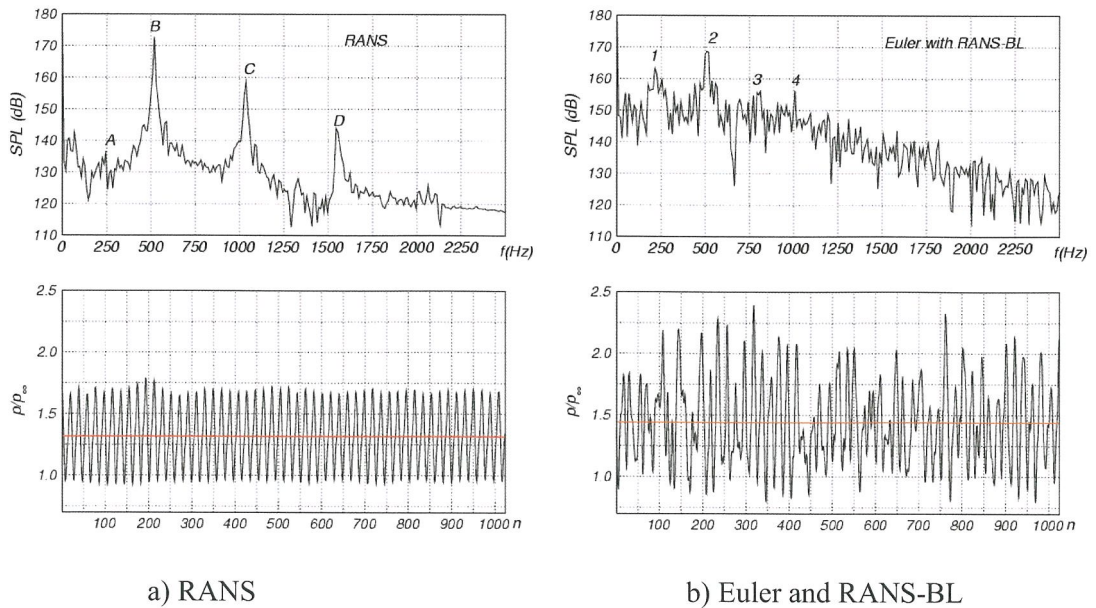 180
170
160
150
140
130
120
110
SPL (dB)
B
A
C
D
RANS
0 250 500 750 1000 1250 1500 1750 2000 2250 f(Hz)
180
170
160
150
140
130
120
110
SPL (dB)
1
2
3
4
Euler with RANS-BL
0 250 500 750 1000 1250 1500 1750 2000 2250 f(Hz)
2.5
2.0
1.5
1.0
ρ/ρ∞
100 200 300 400 500 600 700 800 900 1000 n
2.5
2.0
1.5
1.0
ρ/ρ∞
100 200 300 400 500 600 700 800 900 1000 n
a) RANS
b) Euler and RANS-BL